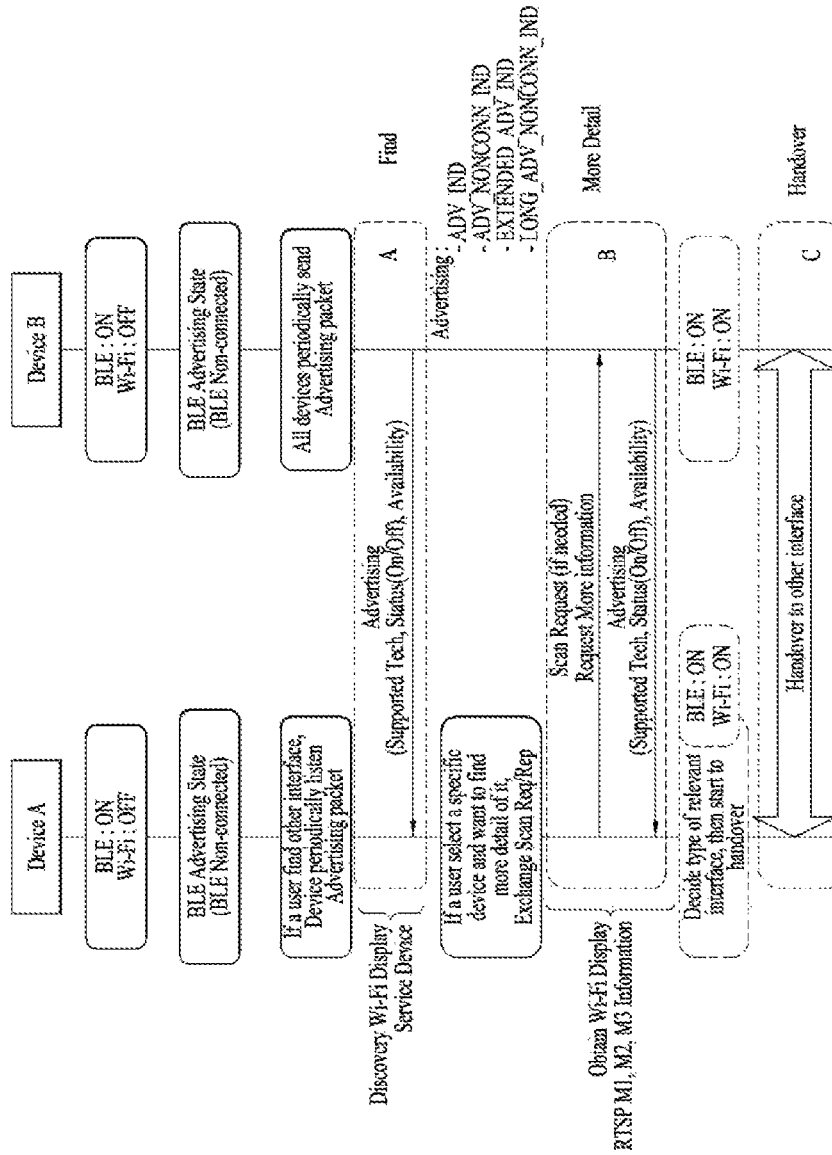 Device A
Device B
BLE : ON
Wi-Fi : OFF
BLE : ON
Wi-Fi : OFF
BLE Advertising State
(BLE Non-connected)
BLE Advertising State
(BLE Non-connected)
If a user find other interface,
Device periodically listen
Advertising packet
All devices periodically send
Advertising packet
Discovery Wi-Fi Display
Service Device
Advertising
(Supported Tech, Status(On/Off), Availability)
A
Find
Advertising :
- ADV_IND
- ADV_NONCONN_IND
- EXTENDED_ADV_IND
- LONG_ADV_NONCONN_IND
If a user select a specific
device and want to find
more detail of it,
Exchange Scan Req/Rep
Obtain Wi-Fi Display
RTSP M1, M2, M3 Information
Scan Request (if needed)
Request More information
Advertising
(Supported Tech, Status(On/Off), Availability)
B
More Detail
Decide type of relevant
interface, then start to
handover
BLE : ON
Wi-Fi : ON
BLE : ON
Wi-Fi : ON
Handover to other interface
C
Handover